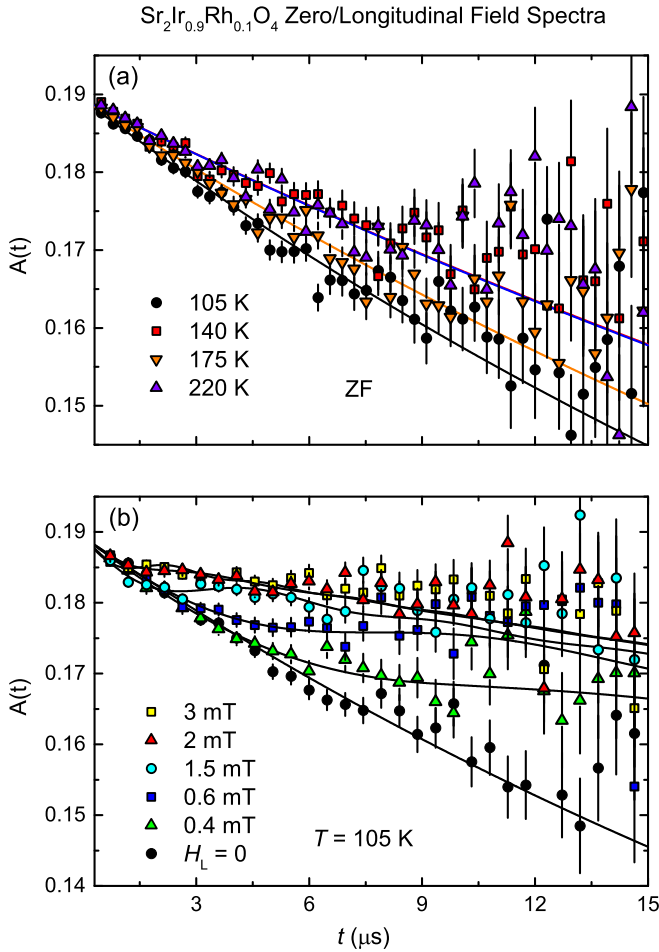 Sr₂Ir₀.₉Rh₀.₁O₄ Zero/Longitudinal Field Spectra
(a)
0.19
0.18
0.17
0.16
0.15
A(t)
105 K
140 K
175 K
220 K
ZF
(b)
0.19
0.18
0.17
0.16
0.15
0.14
A(t)
3 mT
2 mT
1.5 mT
0.6 mT
0.4 mT
H_L = 0
T = 105 K
3 6 9 12 15
t (μs)